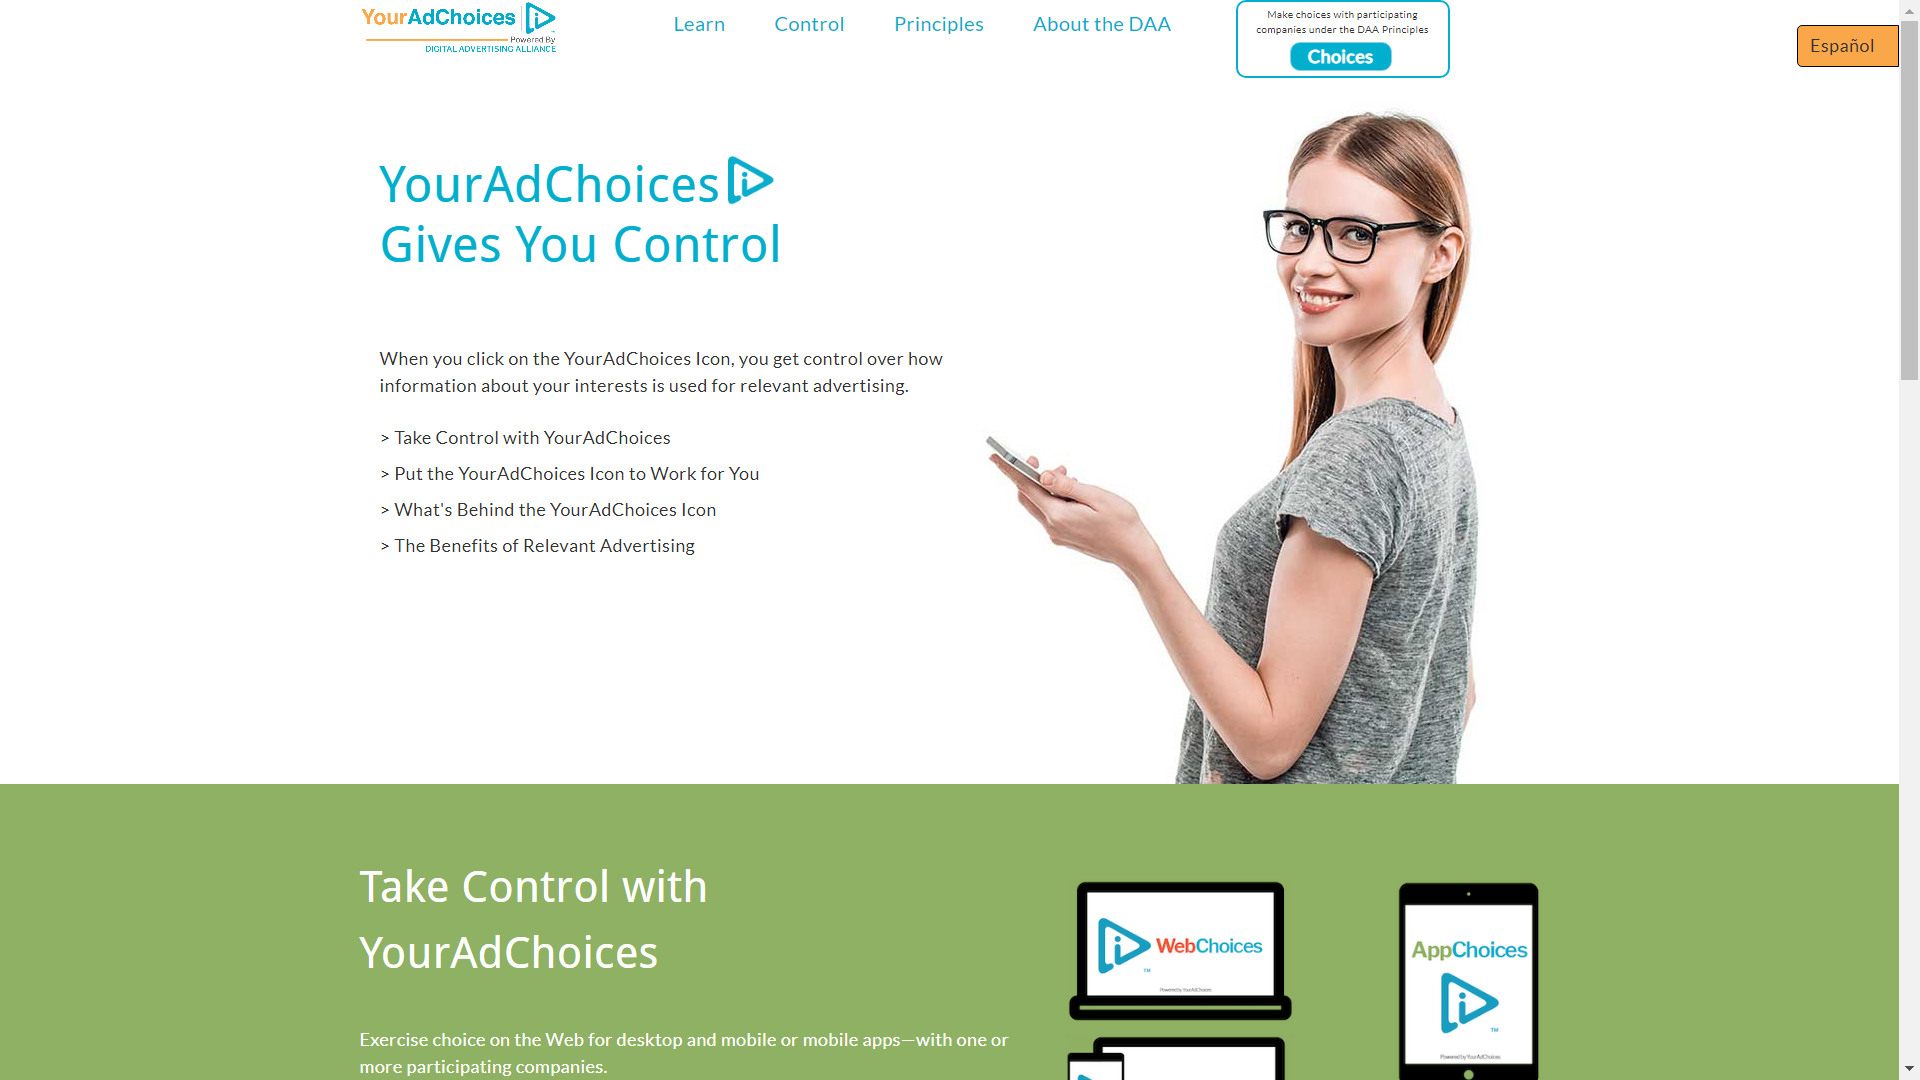 YourAdChoices
Powered By
DIGITAL ADVERTISING ALLIANCE
Learn
Control
Principles
About the DAA
Make choices with participating
companies under the DAA Principles
Choices
Español
YourAdChoices
Gives You Control
When you click on the YourAdChoices Icon, you get control over how
information about your interests is used for relevant advertising.
> Take Control with YourAdChoices
> Put the YourAdChoices Icon to Work for You
> What's Behind the YourAdChoices Icon
> The Benefits of Relevant Advertising
Take Control with
YourAdChoices
Exercise choice on the Web for desktop and mobile or mobile apps—with one or
more participating companies.
WebChoices
TM
Powered by YourAdChoices
AppChoices
TM
Powered by YourAdChoices